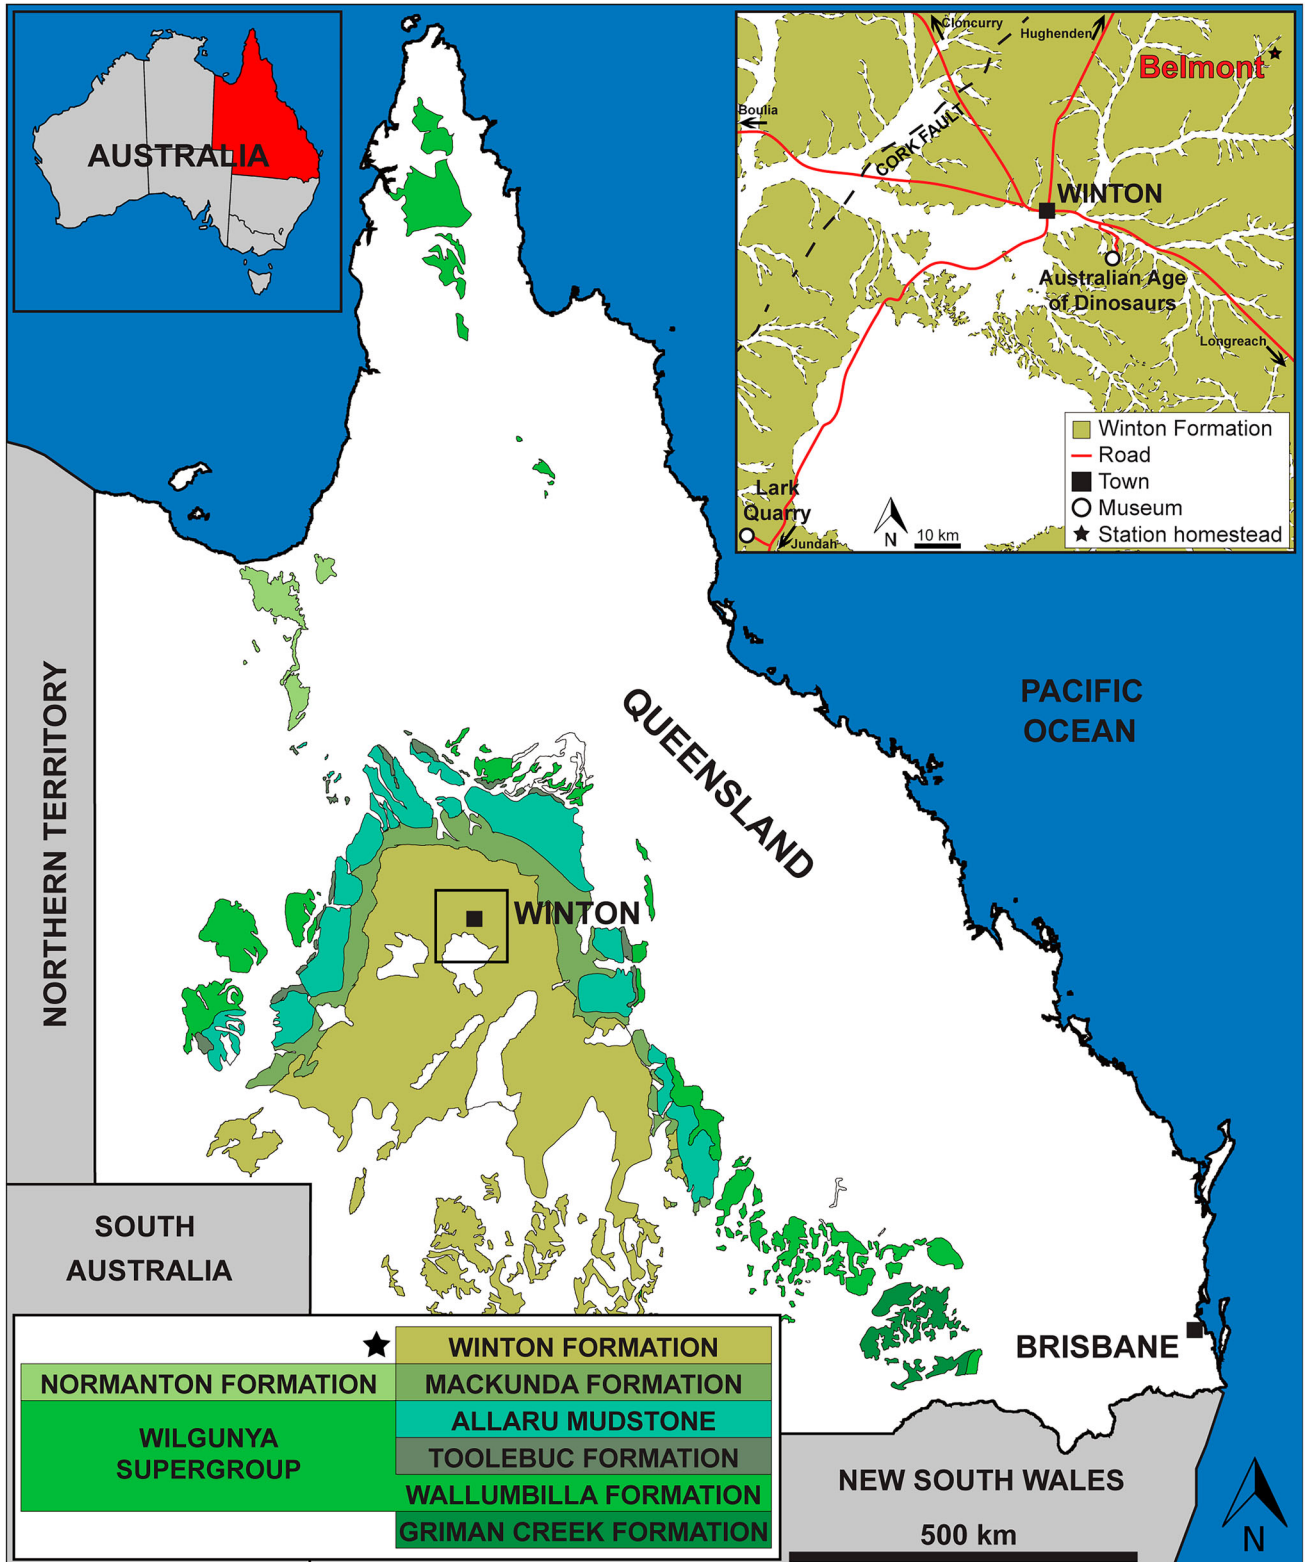 AUSTRALIA
Cloncurry
Hughenden
Belmont
Boulia
CORK FAULT
WINTON
Australian Age
of Dinosaurs
Longreach
Winton Formation
Road
Town
Museum
Station homestead
Lark
Quarry
Jundah
N
10 km
PACIFIC
OCEAN
QUEENSLAND
NORTHERN TERRITORY
WINTON
SOUTH
AUSTRALIA
BRISBANE
WINTON FORMATION
NORMANTON FORMATION
MACKUNDA FORMATION
ALLARU MUDSTONE
WILGUNYA
SUPERGROUP
TOOLEBUC FORMATION
WALLUMBILLA FORMATION
GRIMAN CREEK FORMATION
NEW SOUTH WALES
500 km
N